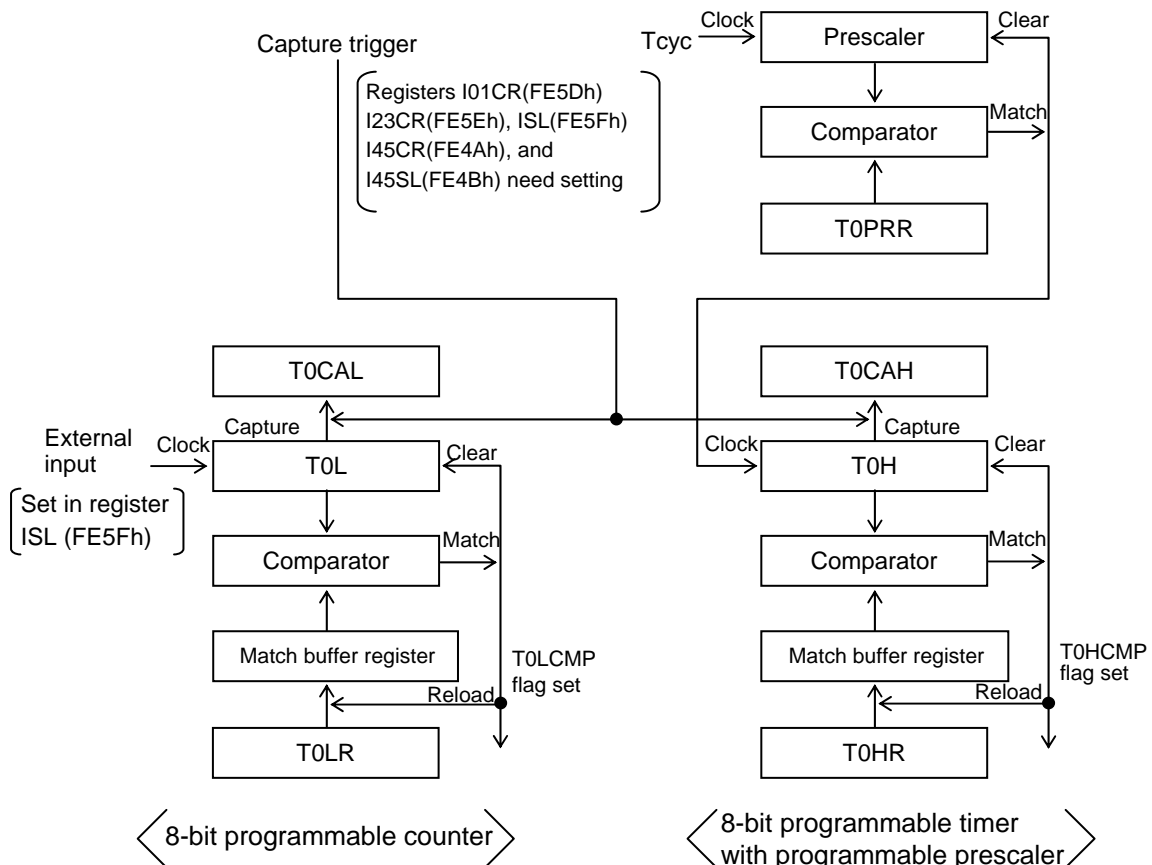 Clock
Clear
Tcyc
Prescaler
Capture trigger
Registers I01CR(FE5Dh)
I23CR(FE5Eh), ISL(FE5Fh)
I45CR(FE4Ah), and
I45SL(FE4Bh) need setting
Match
Comparator
T0PRR
T0CAL
T0CAH
External
input
Clock
Capture
T0L
Clear
Clock
Capture
T0H
Clear
Set in register
ISL (FE5Fh)
Comparator
Match
Comparator
Match
Match buffer register
T0LCMP
flag set
Match buffer register
T0HCMP
flag set
Reload
Reload
T0LR
T0HR
8-bit programmable counter
8-bit programmable timer
with programmable prescaler